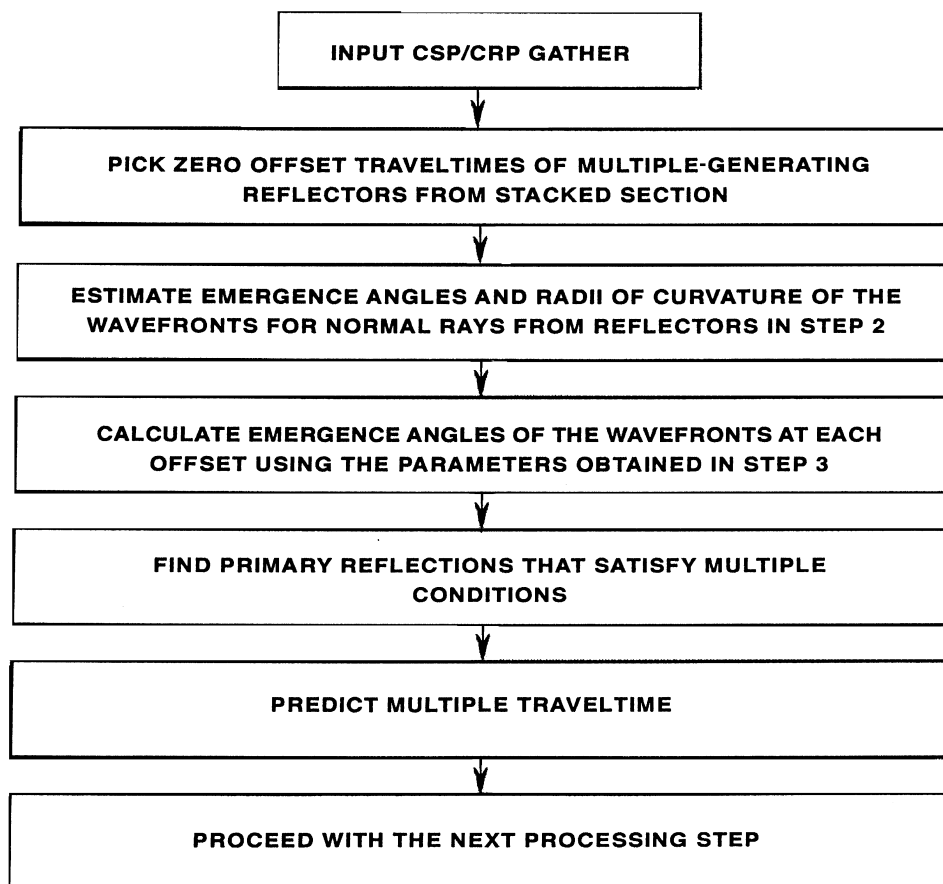 INPUT CSP/CRP GATHER
PICK ZERO OFFSET TRAVELTIMES OF MULTIPLE-GENERATING
REFLECTORS FROM STACKED SECTION
ESTIMATE EMERGENCE ANGLES AND RADII OF CURVATURE OF THE
WAVEFRONTS FOR NORMAL RAYS FROM REFLECTORS IN STEP 2
CALCULATE EMERGENCE ANGLES OF THE WAVEFRONTS AT EACH
OFFSET USING THE PARAMETERS OBTAINED IN STEP 3
FIND PRIMARY REFLECTIONS THAT SATISFY MULTIPLE
CONDITIONS
PREDICT MULTIPLE TRAVELTIME
PROCEED WITH THE NEXT PROCESSING STEP